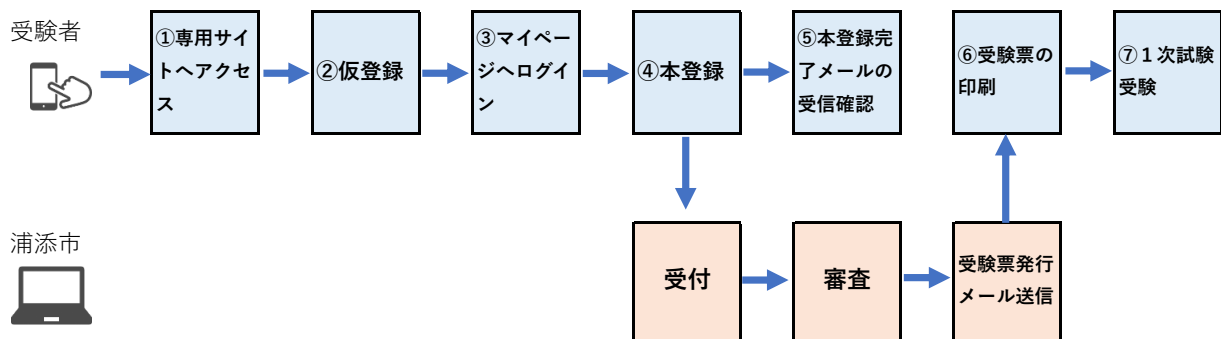 受験者
①専用サイ
トへアクセ
ス
②仮登録
③マイペー
ジへログイ
ン
④本登録
⑤本登録完
了メールの
受信確認
⑥受験票の
印刷
⑦１次試験
受験
浦添市
受付
審査
受験票発行
メール送信